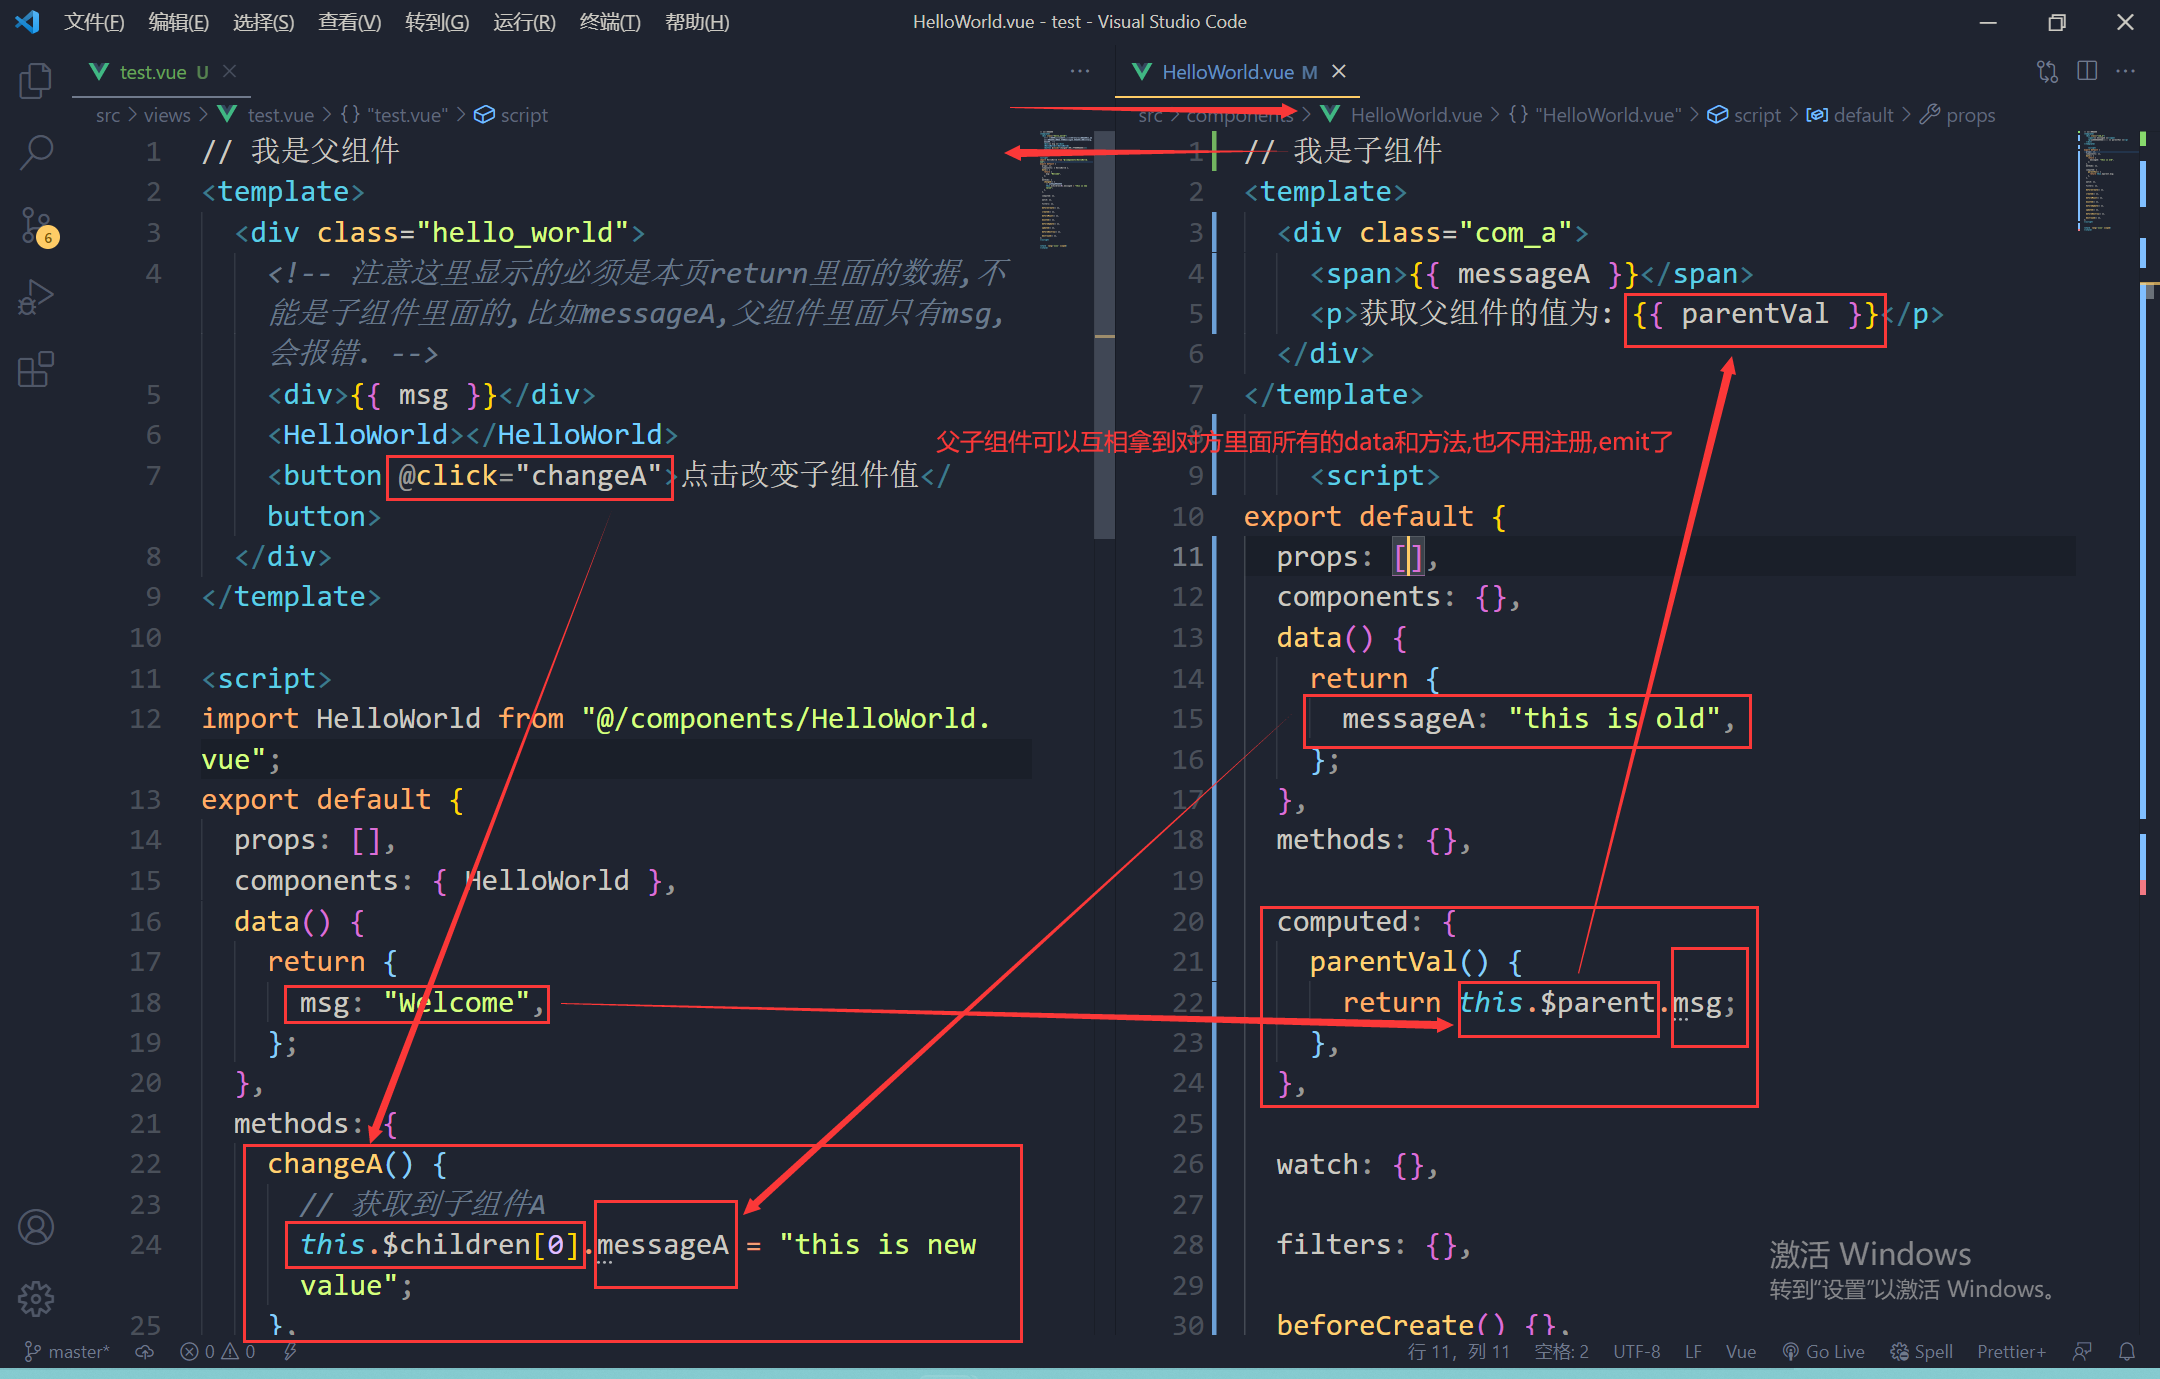 文件(F) 编辑(E) 选择(S) 查看(V) 转到(G) 运行(R) 终端(T) 帮助(H)
HelloWorld.vue - test - Visual Studio Code
test.vue U
src > views > test.vue > {} "test.vue" > script
1 // 我是父组件
2 <template>
3 <div class="hello_world">
4 <!-- 注意这里显示的必须是本页return里面的数据,不
能是子组件里面的,比如messageA,父组件里面只有msg,
会报错. -->
5 <div>{{ msg }}</div>
6 <HelloWorld></HelloWorld>
7 <button @click="changeA">点击改变子组件值</
button>
8 </div>
9 </template>
10
11 <script>
12 import HelloWorld from "@/components/HelloWorld.
vue";
13 export default {
14 props: [],
15 components: { HelloWorld },
16 data() {
17 return {
18 msg: "Welcome",
19 };
20 },
21 methods: {
22 changeA() {
23 // 获取到子组件A
24 this.$children[0].messageA = "this is new
value";
25 },
父子组件可以互相拿到对方里面所有的data和方法,也不用注册,emit了
HelloWorld.vue M
src > components > HelloWorld.vue > {} "HelloWorld.vue" > script > default > props
1 // 我是子组件
2 <template>
3 <div class="com_a">
4 <span>{{ messageA }}</span>
5 <p>获取父组件的值为: {{ parentVal }}</p>
6 </div>
7 </template>
8
9 <script>
10 export default {
11 props: [],
12 components: {},
13 data() {
14 return {
15 messageA: "this is old",
16 };
17 },
18 methods: {},
19
20 computed: {
21 parentVal() {
22 return this.$parent.msg;
23 },
24 },
25
26 watch: {},
27
28 filters: {},
29
30 beforeCreate() {},
6
激活 Windows
转到“设置”以激活 Windows。
master* 0 0
行 11，列 11 空格: 2 UTF-8 LF Vue Go Live Spell Prettier+